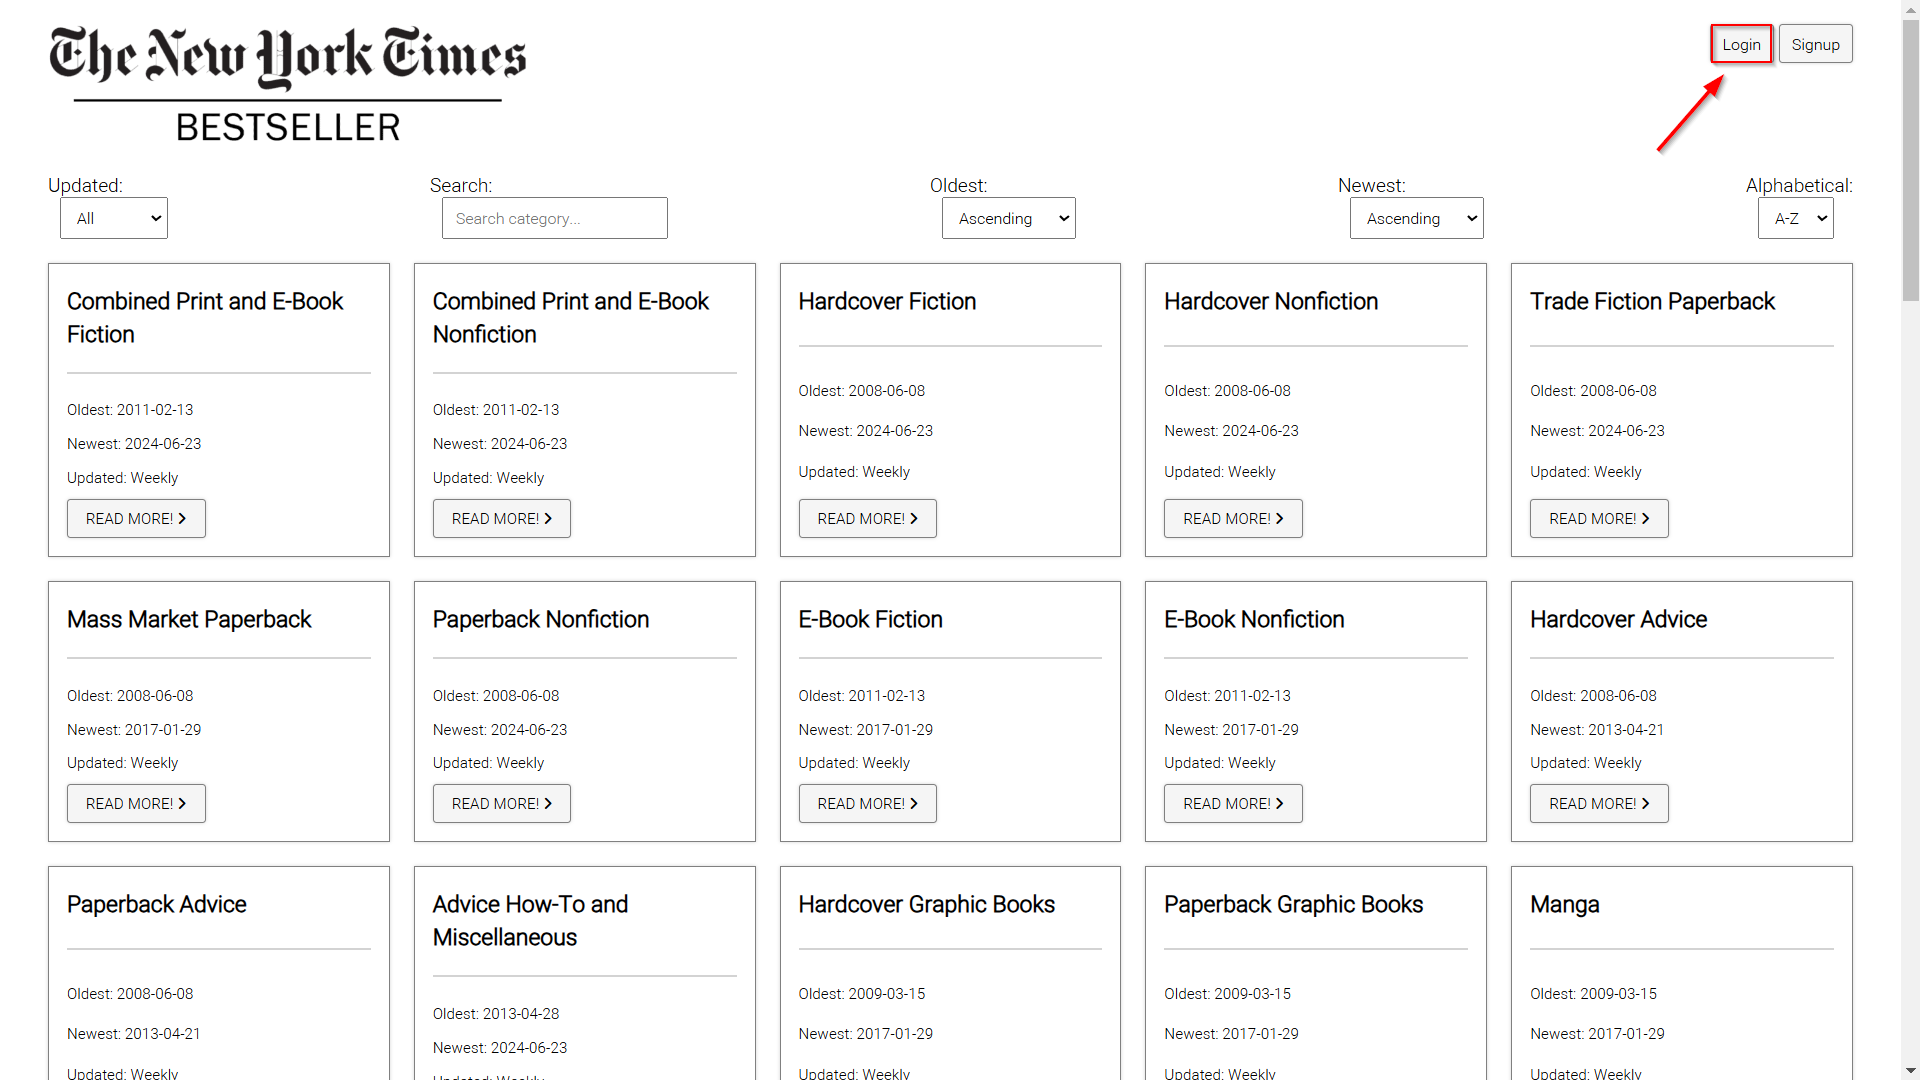 The New York Times
BESTSELLER
Login
Signup
Updated:
Search:
Oldest:
Newest:
Alphabetical:
All
Search category...
Ascending
Ascending
A-Z
Combined Print and E-Book
Fiction
Oldest: 2011-02-13
Newest: 2024-06-23
Updated: Weekly
READ MORE!
Combined Print and E-Book
Nonfiction
Oldest: 2011-02-13
Newest: 2024-06-23
Updated: Weekly
READ MORE!
Hardcover Fiction
Oldest: 2008-06-08
Newest: 2024-06-23
Updated: Weekly
READ MORE!
Hardcover Nonfiction
Oldest: 2008-06-08
Newest: 2024-06-23
Updated: Weekly
READ MORE!
Trade Fiction Paperback
Oldest: 2008-06-08
Newest: 2024-06-23
Updated: Weekly
READ MORE!
Mass Market Paperback
Oldest: 2008-06-08
Newest: 2017-01-29
Updated: Weekly
READ MORE!
Paperback Nonfiction
Oldest: 2008-06-08
Newest: 2024-06-23
Updated: Weekly
READ MORE!
E-Book Fiction
Oldest: 2011-02-13
Newest: 2017-01-29
Updated: Weekly
READ MORE!
E-Book Nonfiction
Oldest: 2011-02-13
Newest: 2017-01-29
Updated: Weekly
READ MORE!
Hardcover Advice
Oldest: 2008-06-08
Newest: 2013-04-21
Updated: Weekly
READ MORE!
Paperback Advice
Oldest: 2008-06-08
Newest: 2013-04-21
Updated: Weekly
Advice How-To and
Miscellaneous
Oldest: 2013-04-28
Newest: 2024-06-23
Updated: Weekly
Hardcover Graphic Books
Oldest: 2009-03-15
Newest: 2017-01-29
Updated: Weekly
Paperback Graphic Books
Oldest: 2009-03-15
Newest: 2017-01-29
Updated: Weekly
Manga
Oldest: 2009-03-15
Newest: 2017-01-29
Updated: Weekly